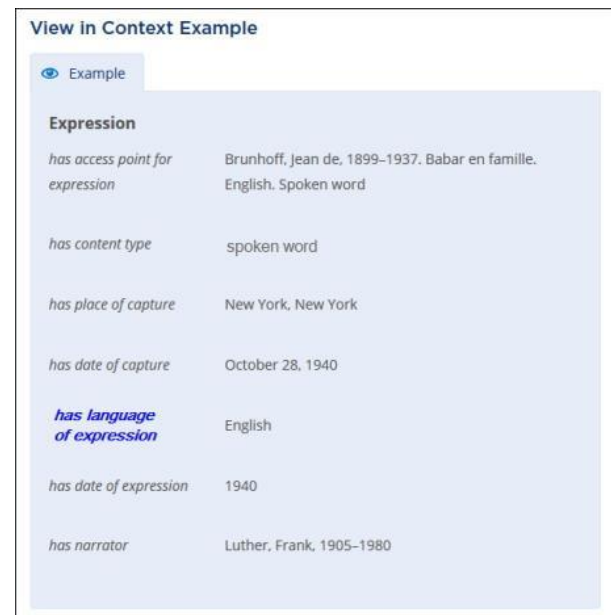 View in Context Example
Example
Expression
has access point for
expression
Brunhoff, Jean de, 1899–1937. Babar en famille.
English. Spoken word
has content type
spoken word
has place of capture
New York, New York
has date of capture
October 28, 1940
has language
of expression
English
has date of expression
1940
has narrator
Luther, Frank, 1905–1980